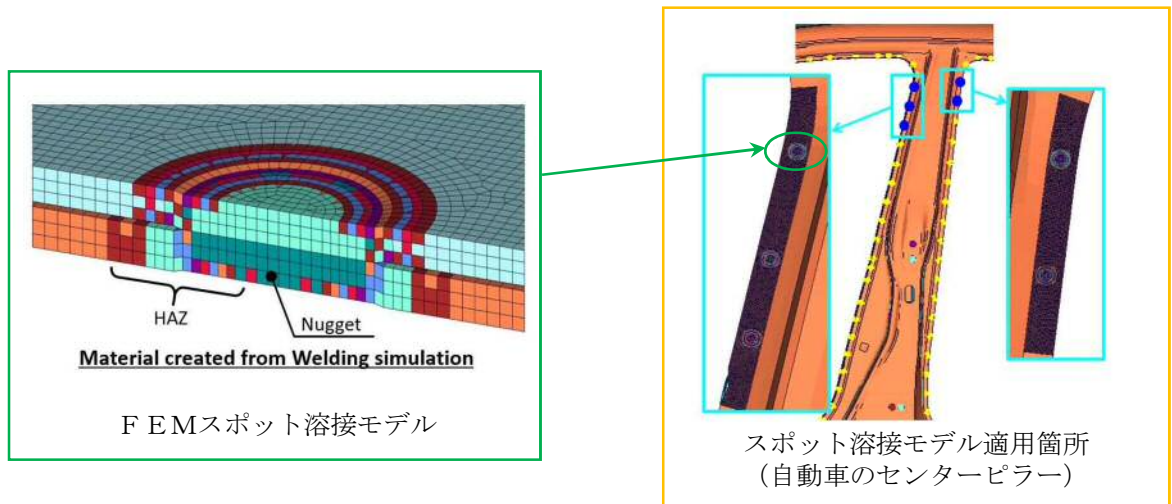 HAZ
Nugget
Material created from Welding simulation
ＦＥＭスポット溶接モデル
スポット溶接モデル適用箇所
（自動車のセンターピラー）